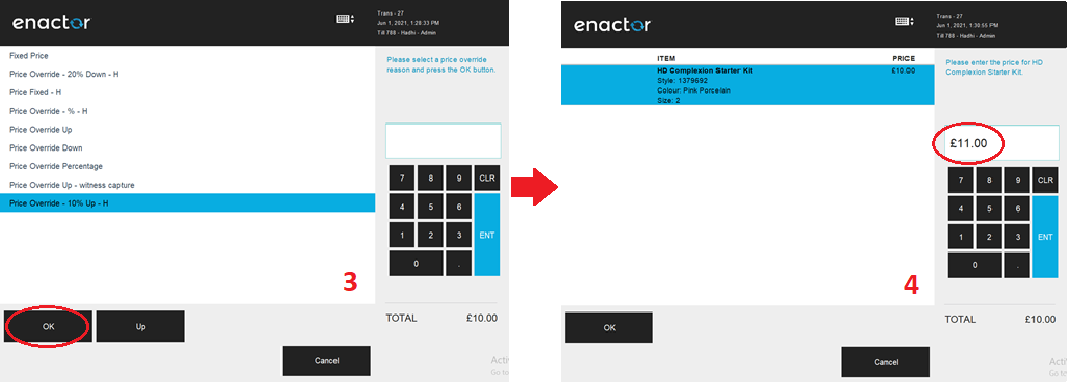 enactor
Trams - 27
Jun 1, 2021, 1:28:33 PM
Till 788 - Hadhi - Admin
Fixed Price
Price Override - 20% Down - H
Price Fixed - H
Price Override - % - H
Price Override Up
Price Override Down
Price Override Percentage
Price Override Up - witness capture
Price Override - 10% Up - H
Please select a price override
reason and press the OK button.
7 8 9 CLR
4 5 6
1 2 3 ENT
0 .
3
TOTAL £10.00
OK Up
Cancel
Acti
Go to
enactor
Trams - 27
Jun 1, 2021, 1:30:55 PM
Till 788 - Hadhi - Admin
ITEM PRICE
HD Complexion Starter Kit £10.00
Style: 1379692
Colour: Pink Porcelain
Size: 2
Please enter the price for HD
Complexion Starter Kit.
£11.00
7 8 9 CLR
4 5 6
1 2 3 ENT
0 .
4
TOTAL £10.00
OK
Cancel
Acti
Go to